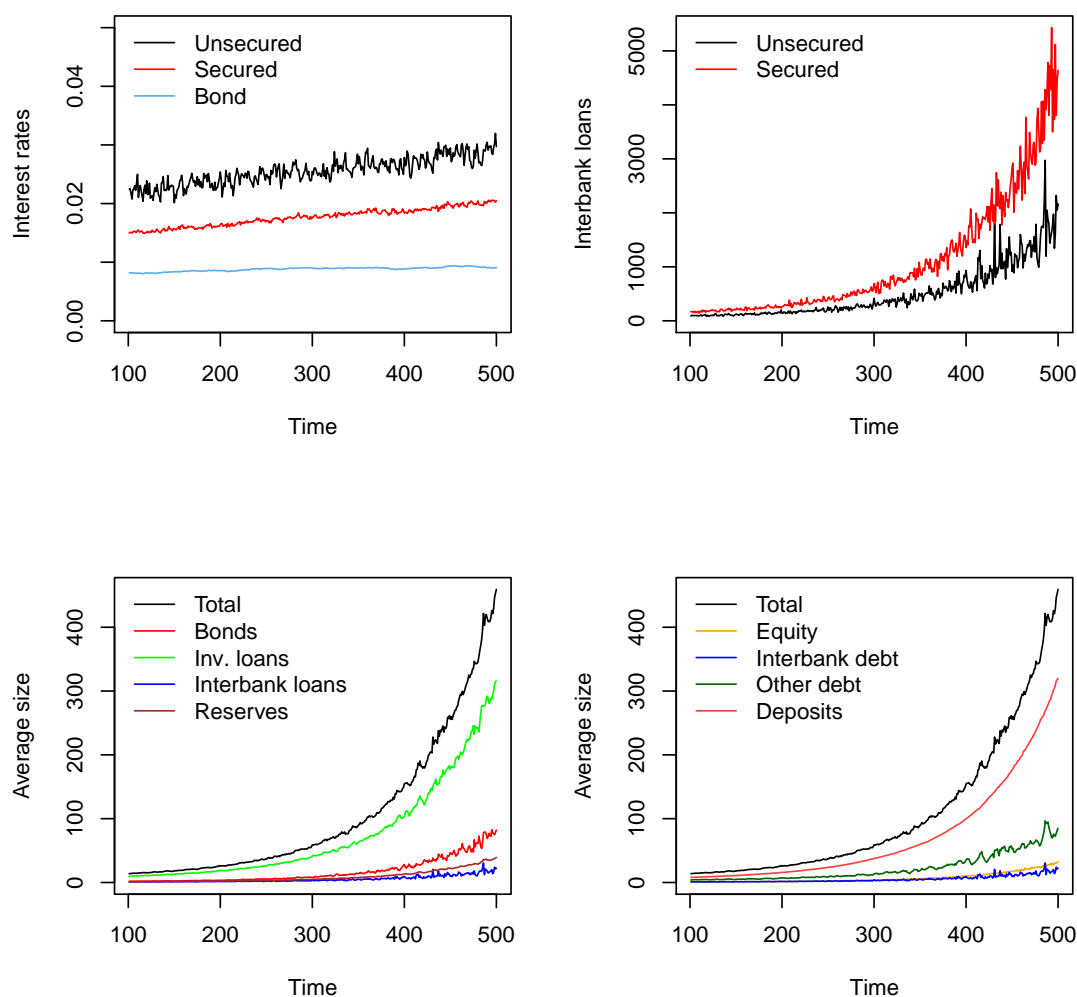 Unsecured
Secured
Bond
Interest rates
0.00
0.02
0.04
100 200 300 400 500
Time
Unsecured
Secured
Interbank loans
0
1000
3000
5000
100 200 300 400 500
Time
Total
Bonds
Inv. loans
Interbank loans
Reserves
Average size
0
100
200
300
400
100 200 300 400 500
Time
Total
Equity
Interbank debt
Other debt
Deposits
Average size
0
100
200
300
400
100 200 300 400 500
Time